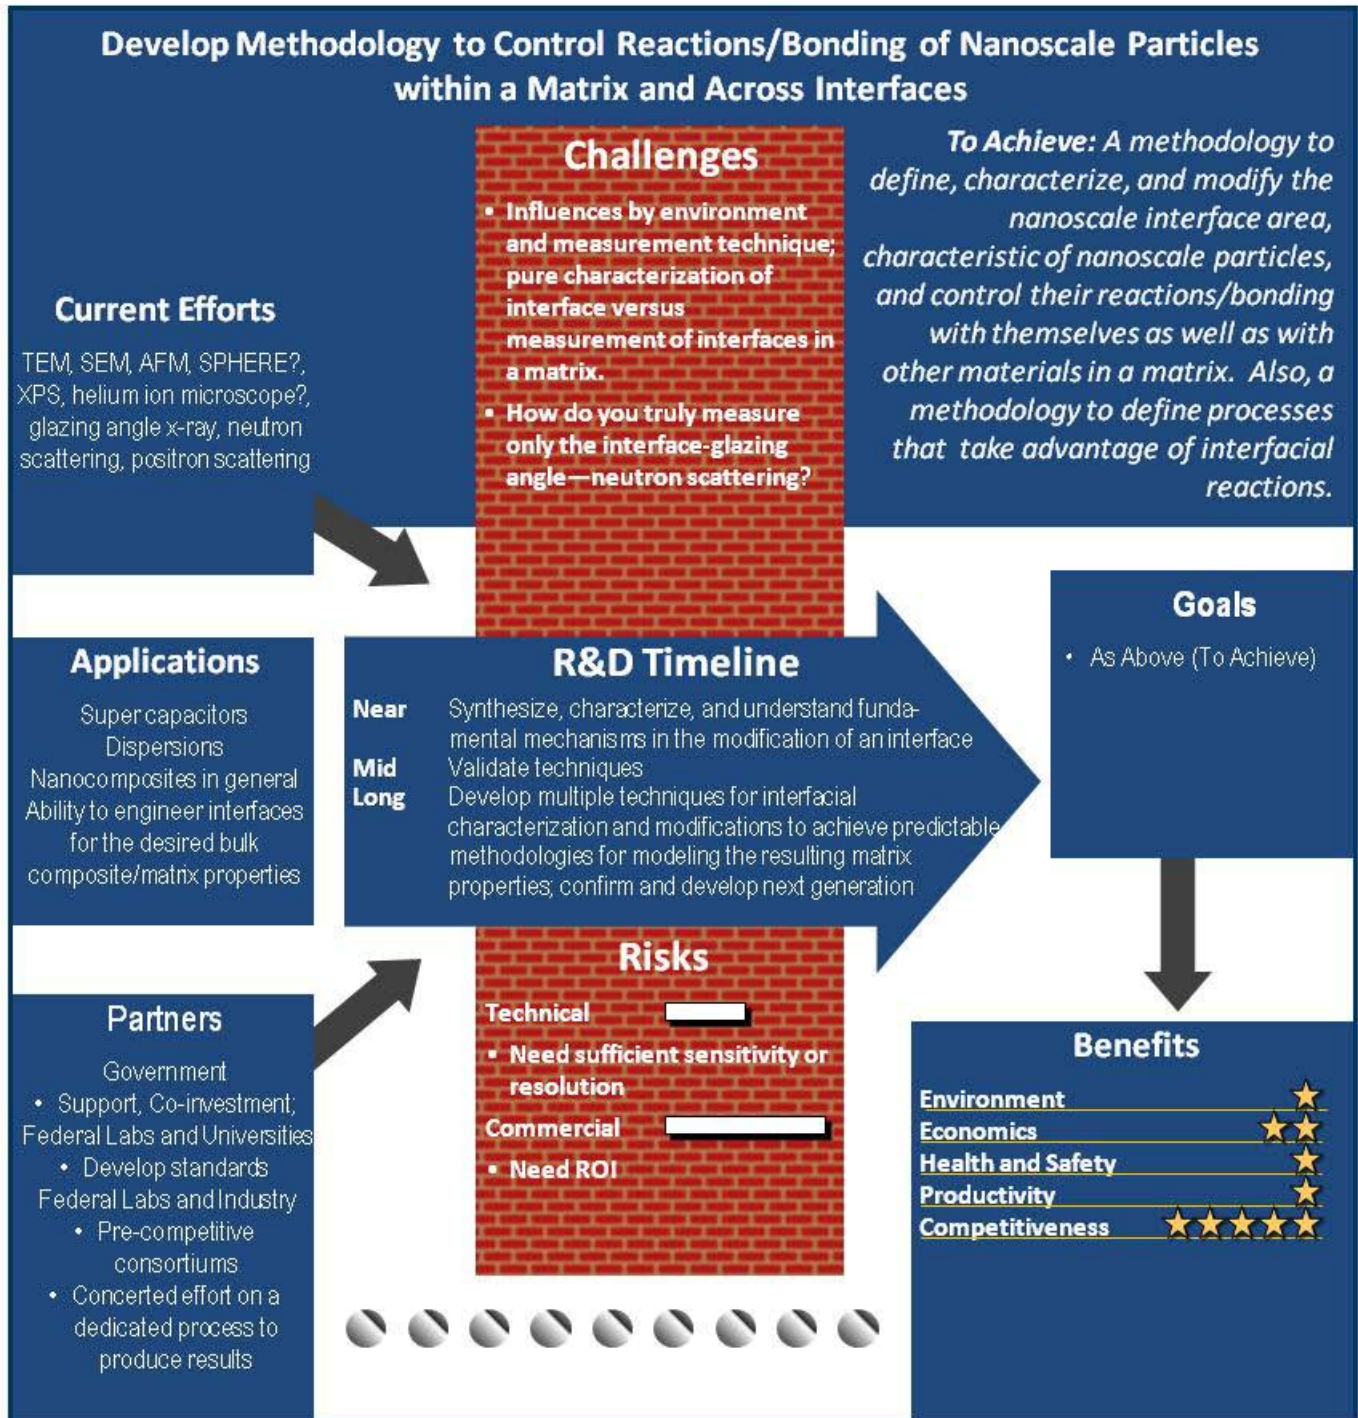 Develop Methodology to Control Reactions/Bonding of Nanoscale Particles
within a Matrix and Across Interfaces
Challenges
• Influences by environment
and measurement technique;
pure characterization of
interface versus
measurement of interfaces in
a matrix.
• How do you truly measure
only the interface-glazing
angle—neutron scattering?
To Achieve: A methodology to
define, characterize, and modify the
nanoscale interface area,
characteristic of nanoscale particles,
and control their reactions/bonding
with themselves as well as with
other materials in a matrix. Also, a
methodology to define processes
that take advantage of interfacial
reactions.
Current Efforts
TEM, SEM, AFM, SPHERE?,
XPS, helium ion microscope?,
glazing angle x-ray, neutron
scattering, positron scattering
Applications
Super capacitors
Dispersions
Nanocomposites in general
Ability to engineer interfaces
for the desired bulk
composite/matrix properties
R&D Timeline
Near Synthesize, characterize, and understand funda-
mental mechanisms in the modification of an interface
Mid Validate techniques
Long Develop multiple techniques for interfacial
characterization and modifications to achieve predictable
methodologies for modeling the resulting matrix
properties; confirm and develop next generation
Goals
• As Above (To Achieve)
Partners
Government
• Support, Co-investment;
Federal Labs and Universities
• Develop standards
Federal Labs and Industry
• Pre-competitive
consortiums
• Concerted effort on a
dedicated process to
produce results
Risks
Technical
• Need sufficient sensitivity or
resolution
Commercial
• Need ROI
Benefits
Environment
Economics
Health and Safety
Productivity
Competitiveness